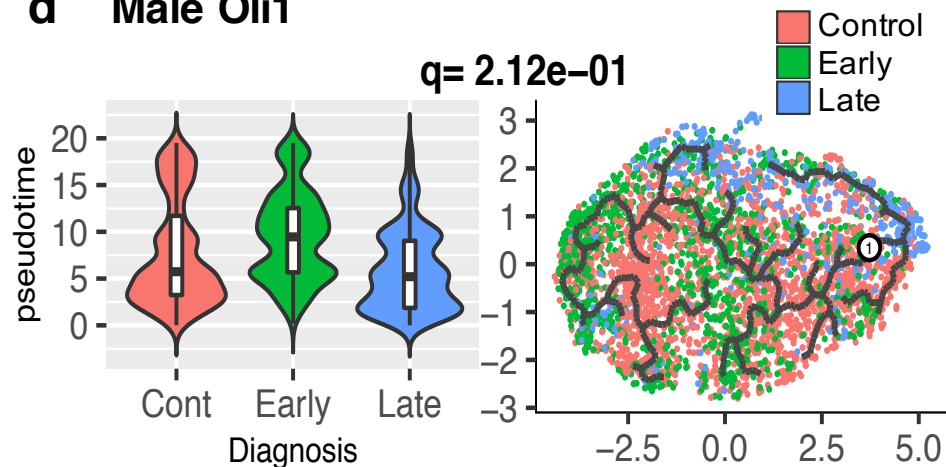 d Male Oli1
q= 2.12e−01
Control
Early
Late
pseudotime
20
15
10
5
0
Cont Early Late
Diagnosis
3
2
1
0
−1
−2
−3
1
−2.5 0.0 2.5 5.0